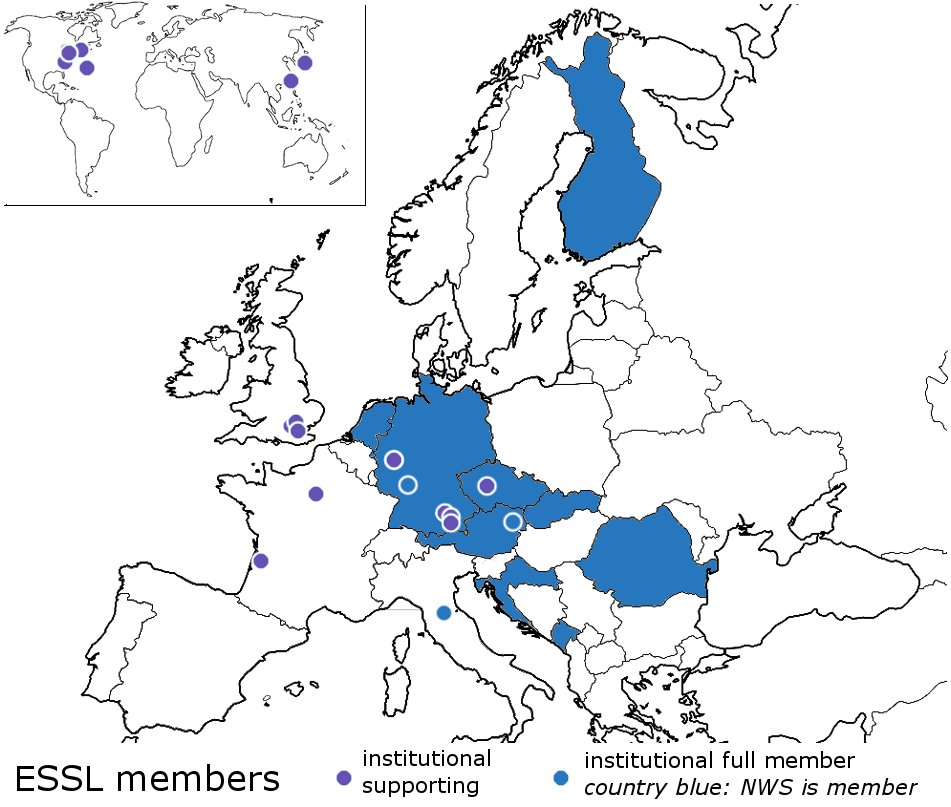 ESSL members
institutional
supporting
institutional full member
country blue: NWS is member